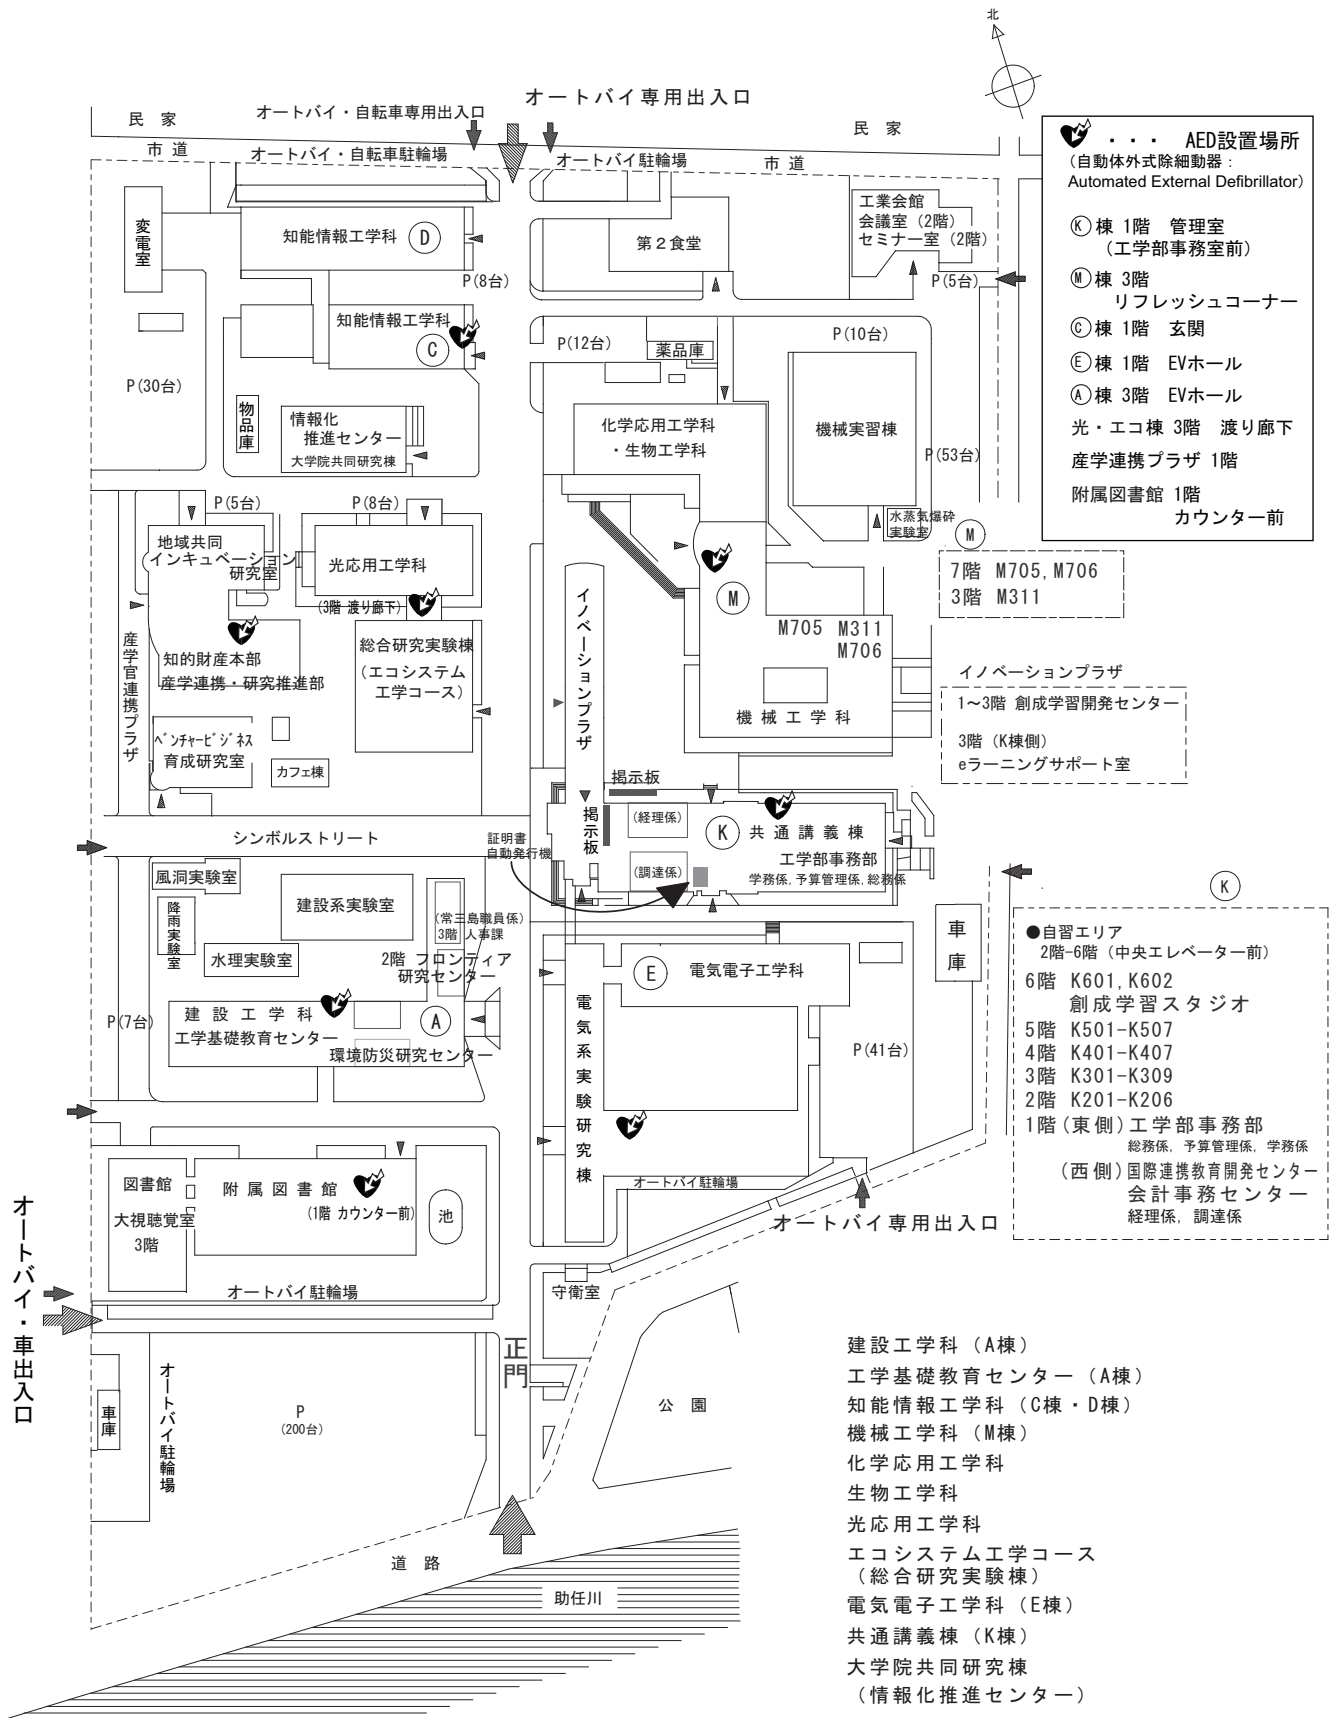 北
オートバイ専用出入口
オートバイ・自転車専用出入口
民 家
民 家
市 道
オートバイ・自転車駐輪場
オートバイ駐輪場
市 道
・・・ AED設置場所
(自動体外式除細動器:
Automated External Defibrillator)
Ⓚ棟 1階 管理室
(工学部事務室前)
Ⓜ棟 3階
リフレッシュコーナー
Ⓒ棟 1階 玄関
Ⓔ棟 1階 EVホール
Ⓐ棟 3階 EVホール
光・エコ棟 3階 渡り廊下
産学連携プラザ 1階
附属図書館 1階
カウンター前
変電室
知能情報工学科 Ⓓ
P(8台)
第2食堂
工業会館
会議室 (2階)
セミナー室 (2階)
P(5台)
知能情報工学科
Ⓒ
P(12台)
薬品庫
P(10台)
P(30台)
物品庫
情報化
推進センター
大学院共同研究棟
化学応用工学科
・生物工学科
機械実習棟
P(53台)
水蒸気爆砕
実験室
P(5台)
P(8台)
地域共同
インキュベーション
研究室
光応用工学科
(3階 渡り廊下)
Ⓜ
7階 M705, M706
3階 M311
イノベーションプラザ
Ⓜ
M705 M311
M706
機械工学科
産学官連携プラザ
知的財産本部
産学連携・研究推進部
総合研究実験棟
(エコシステム
工学コース)
イノベーションプラザ
1～3階 創成学習開発センター
3階 (K棟側)
eラーニングサポート室
ベンチャービジネス
育成研究室
カフェ棟
掲示板
掲示板
(経理係)
(調達係)
Ⓚ 共通講義棟
工学部事務部
学務係, 予算管理係, 総務係
シンボルストリート
証明書
自動発行機
風洞実験室
降雨実験室
建設系実験室
水理実験室
(常三島職員係)
3階 人事課
2階 フロンティア
研究センター
P(7台)
建設工学科
工学基礎教育センター
Ⓐ
環境防災研究センター
Ⓔ
電気電子工学科
電気系実験研究棟
P(41台)
車庫
Ⓚ
●自習エリア
2階-6階 (中央エレベーター前)
6階 K601, K602
創成学習スタジオ
5階 K501-K507
4階 K401-K407
3階 K301-K309
2階 K201-K206
1階(東側)工学部事務部
総務係, 予算管理係, 学務係
(西側)国際連携教育開発センター
会計事務センター
経理係, 調達係
図書館
大視聴覚室
3階
附属図書館
(1階 カウンター前)
池
オートバイ駐輪場
オートバイ専用出入口
オートバイ・車出入口
オートバイ駐輪場
守衛室
正門
車庫
オートバイ駐輪場
P
(200台)
公 園
道 路
助任川
建設工学科 (A棟)
工学基礎教育センター (A棟)
知能情報工学科 (C棟・D棟)
機械工学科 (M棟)
化学応用工学科
生物工学科
光応用工学科
エコシステム工学コース
(総合研究実験棟)
電気電子工学科 (E棟)
共通講義棟 (K棟)
大学院共同研究棟
(情報化推進センター)